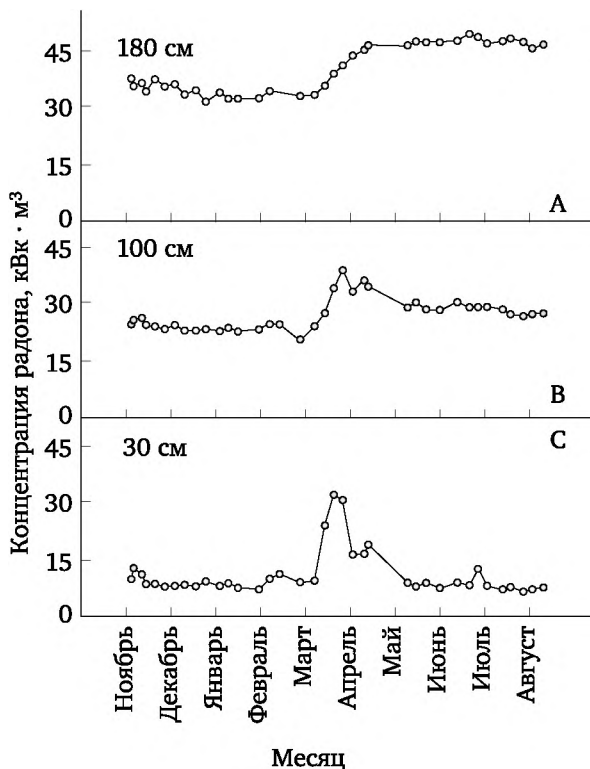 Концентрация радона, кВк · м³
180 см
45
30
15
0
A
100 см
45
30
15
0
B
30 см
C
45
30
15
0
Ноябрь
Декабрь
Январь
Февраль
Март
Апрель
Май
Июнь
Июль
Август
Месяц